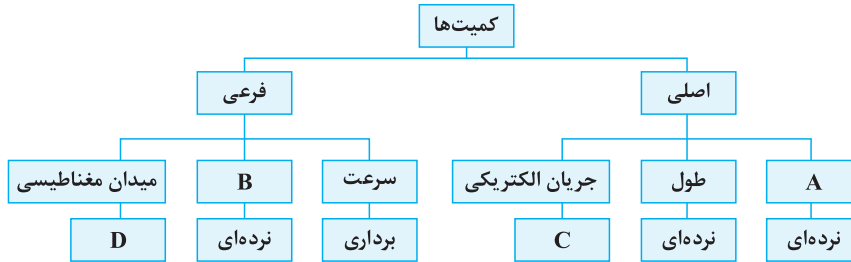 کمیت‌ها
اصلی
فرعی
A
طول
جریان الکتریکی
سرعت
B
میدان مغناطیسی
نرده‌ای
نرده‌ای
C
برداری
نرده‌ای
D